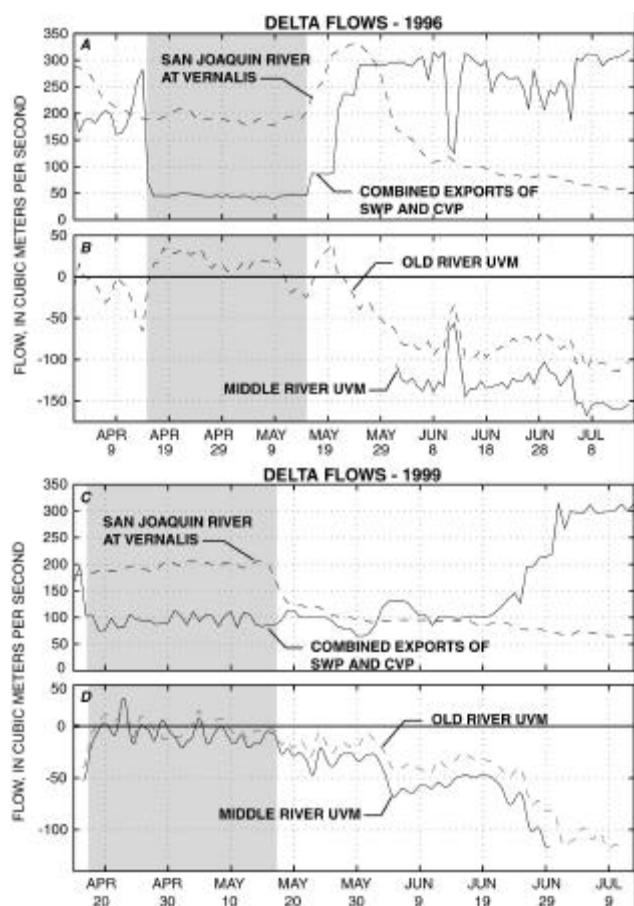 DELTA FLOWS - 1996
A
350
300
250
200
150
100
50
0
SAN JOAQUIN RIVER
AT VERNALIS
COMBINED EXPORTS OF
SWP AND CVP
B
50
0
-50
-100
-150
OLD RIVER UVM
MIDDLE RIVER UVM
FLOW, IN CUBIC METERS PER SECOND
APR APR APR MAY MAY MAY JUN JUN JUN JUL
9 19 29 9 19 29 8 18 28 8
DELTA FLOWS - 1999
C
350
300
250
200
150
100
50
0
SAN JOAQUIN RIVER
AT VERNALIS
COMBINED EXPORTS OF
SWP AND CVP
D
50
0
-50
-100
OLD RIVER UVM
MIDDLE RIVER UVM
FLOW, IN CUBIC METERS PER SECOND
APR APR MAY MAY MAY JUN JUN JUN JUL
20 30 10 20 30 9 19 29 9